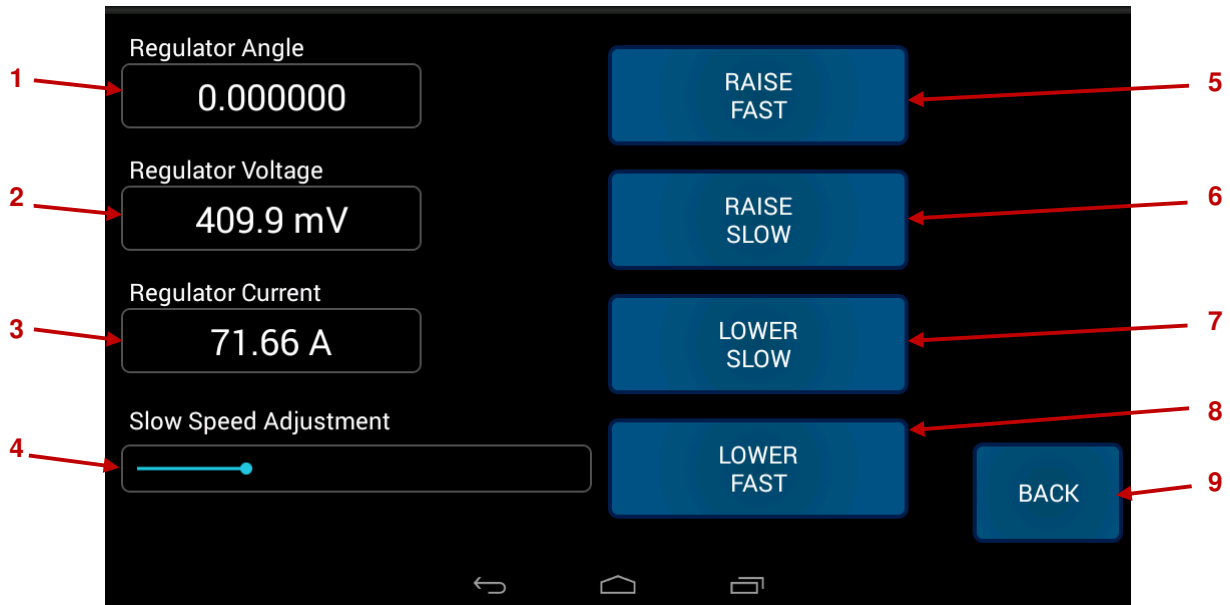 1
Regulator Angle
0.000000
2
Regulator Voltage
409.9 mV
3
Regulator Current
71.66 A
4
Slow Speed Adjustment
RAISE
FAST
5
RAISE
SLOW
6
LOWER
SLOW
7
LOWER
FAST
8
BACK
9